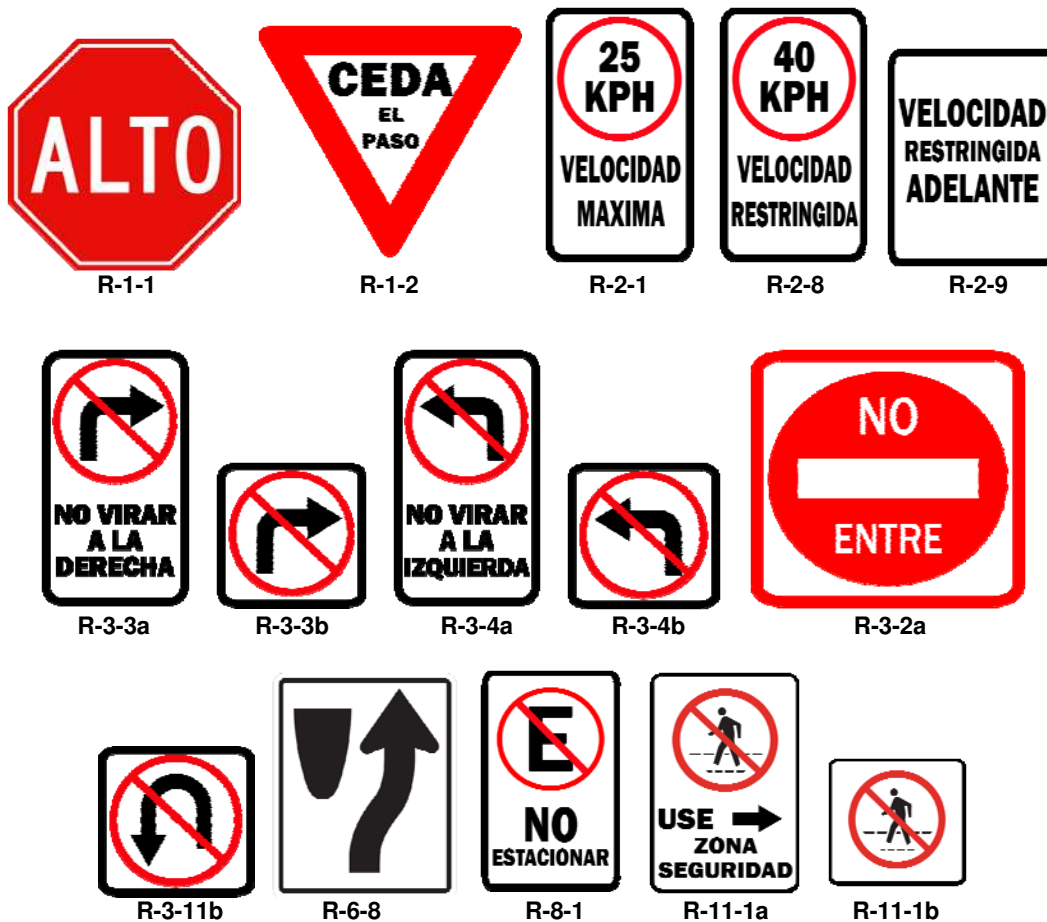 ALTO
R-1-1
CEDA
EL
PASO
R-1-2
25
KPH
VELOCIDAD
MAXIMA
R-2-1
40
KPH
VELOCIDAD
RESTRINGIDA
R-2-8
VELOCIDAD
RESTRINGIDA
ADELANTE
R-2-9
NO VIRAR
A LA
DERECHA
R-3-3a
R-3-3b
NO VIRAR
A LA
IZQUIERDA
R-3-4a
R-3-4b
NO
ENTRE
R-3-2a
R-3-11b
R-6-8
E
NO
ESTACIONAR
R-8-1
USE
ZONA
SEGURIDAD
R-11-1a
R-11-1b